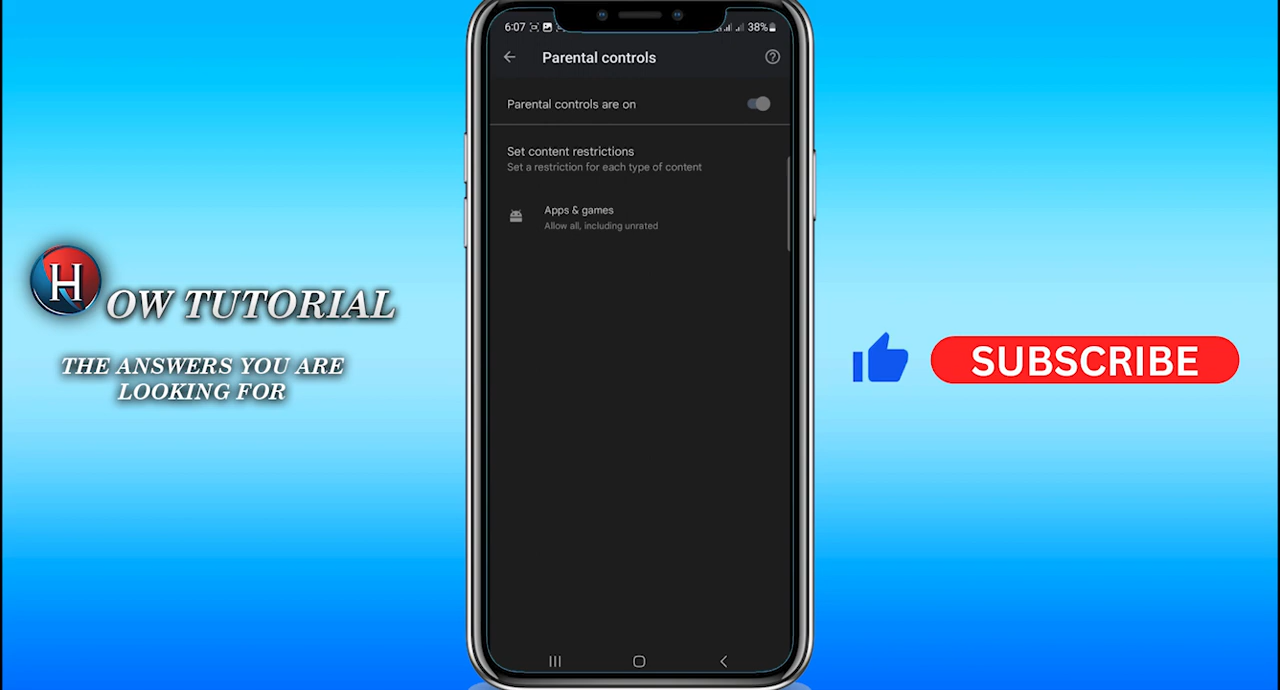 HOW TUTORIAL
THE ANSWERS YOU ARE
LOOKING FOR
6:07
38%
Parental controls
Parental controls are on
Set content restrictions
Set a restriction for each type of content
Apps & games
Allow all, including unrated
SUBSCRIBE